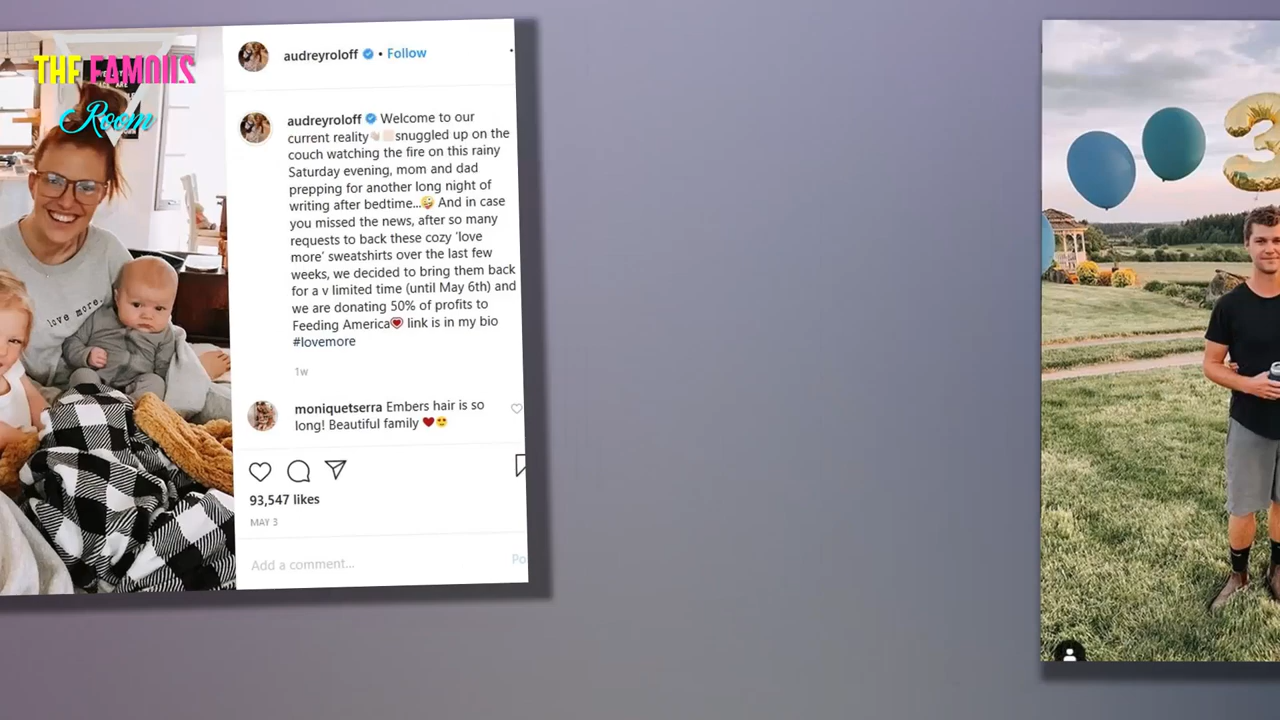 THE FAMOUS
Room
audreyroloff • Follow
audreyroloff Welcome to our
current reality snuggled up on the
couch watching the fire on this rainy
Saturday evening, mom and dad
prepping for another long night of
writing after bedtime...🤪 And in case
you missed the news, after so many
requests to back these cozy 'love
more' sweatshirts over the last few
weeks, we decided to bring them back
for a v limited time (until May 6th) and
we are donating 50% of profits to
Feeding America💗 link is in my bio
#lovemore
1w
moniquetserra Embers hair is so
long! Beautiful family ❤️😍
93,547 likes
MAY 3
Add a comment...
Po
love more.
3